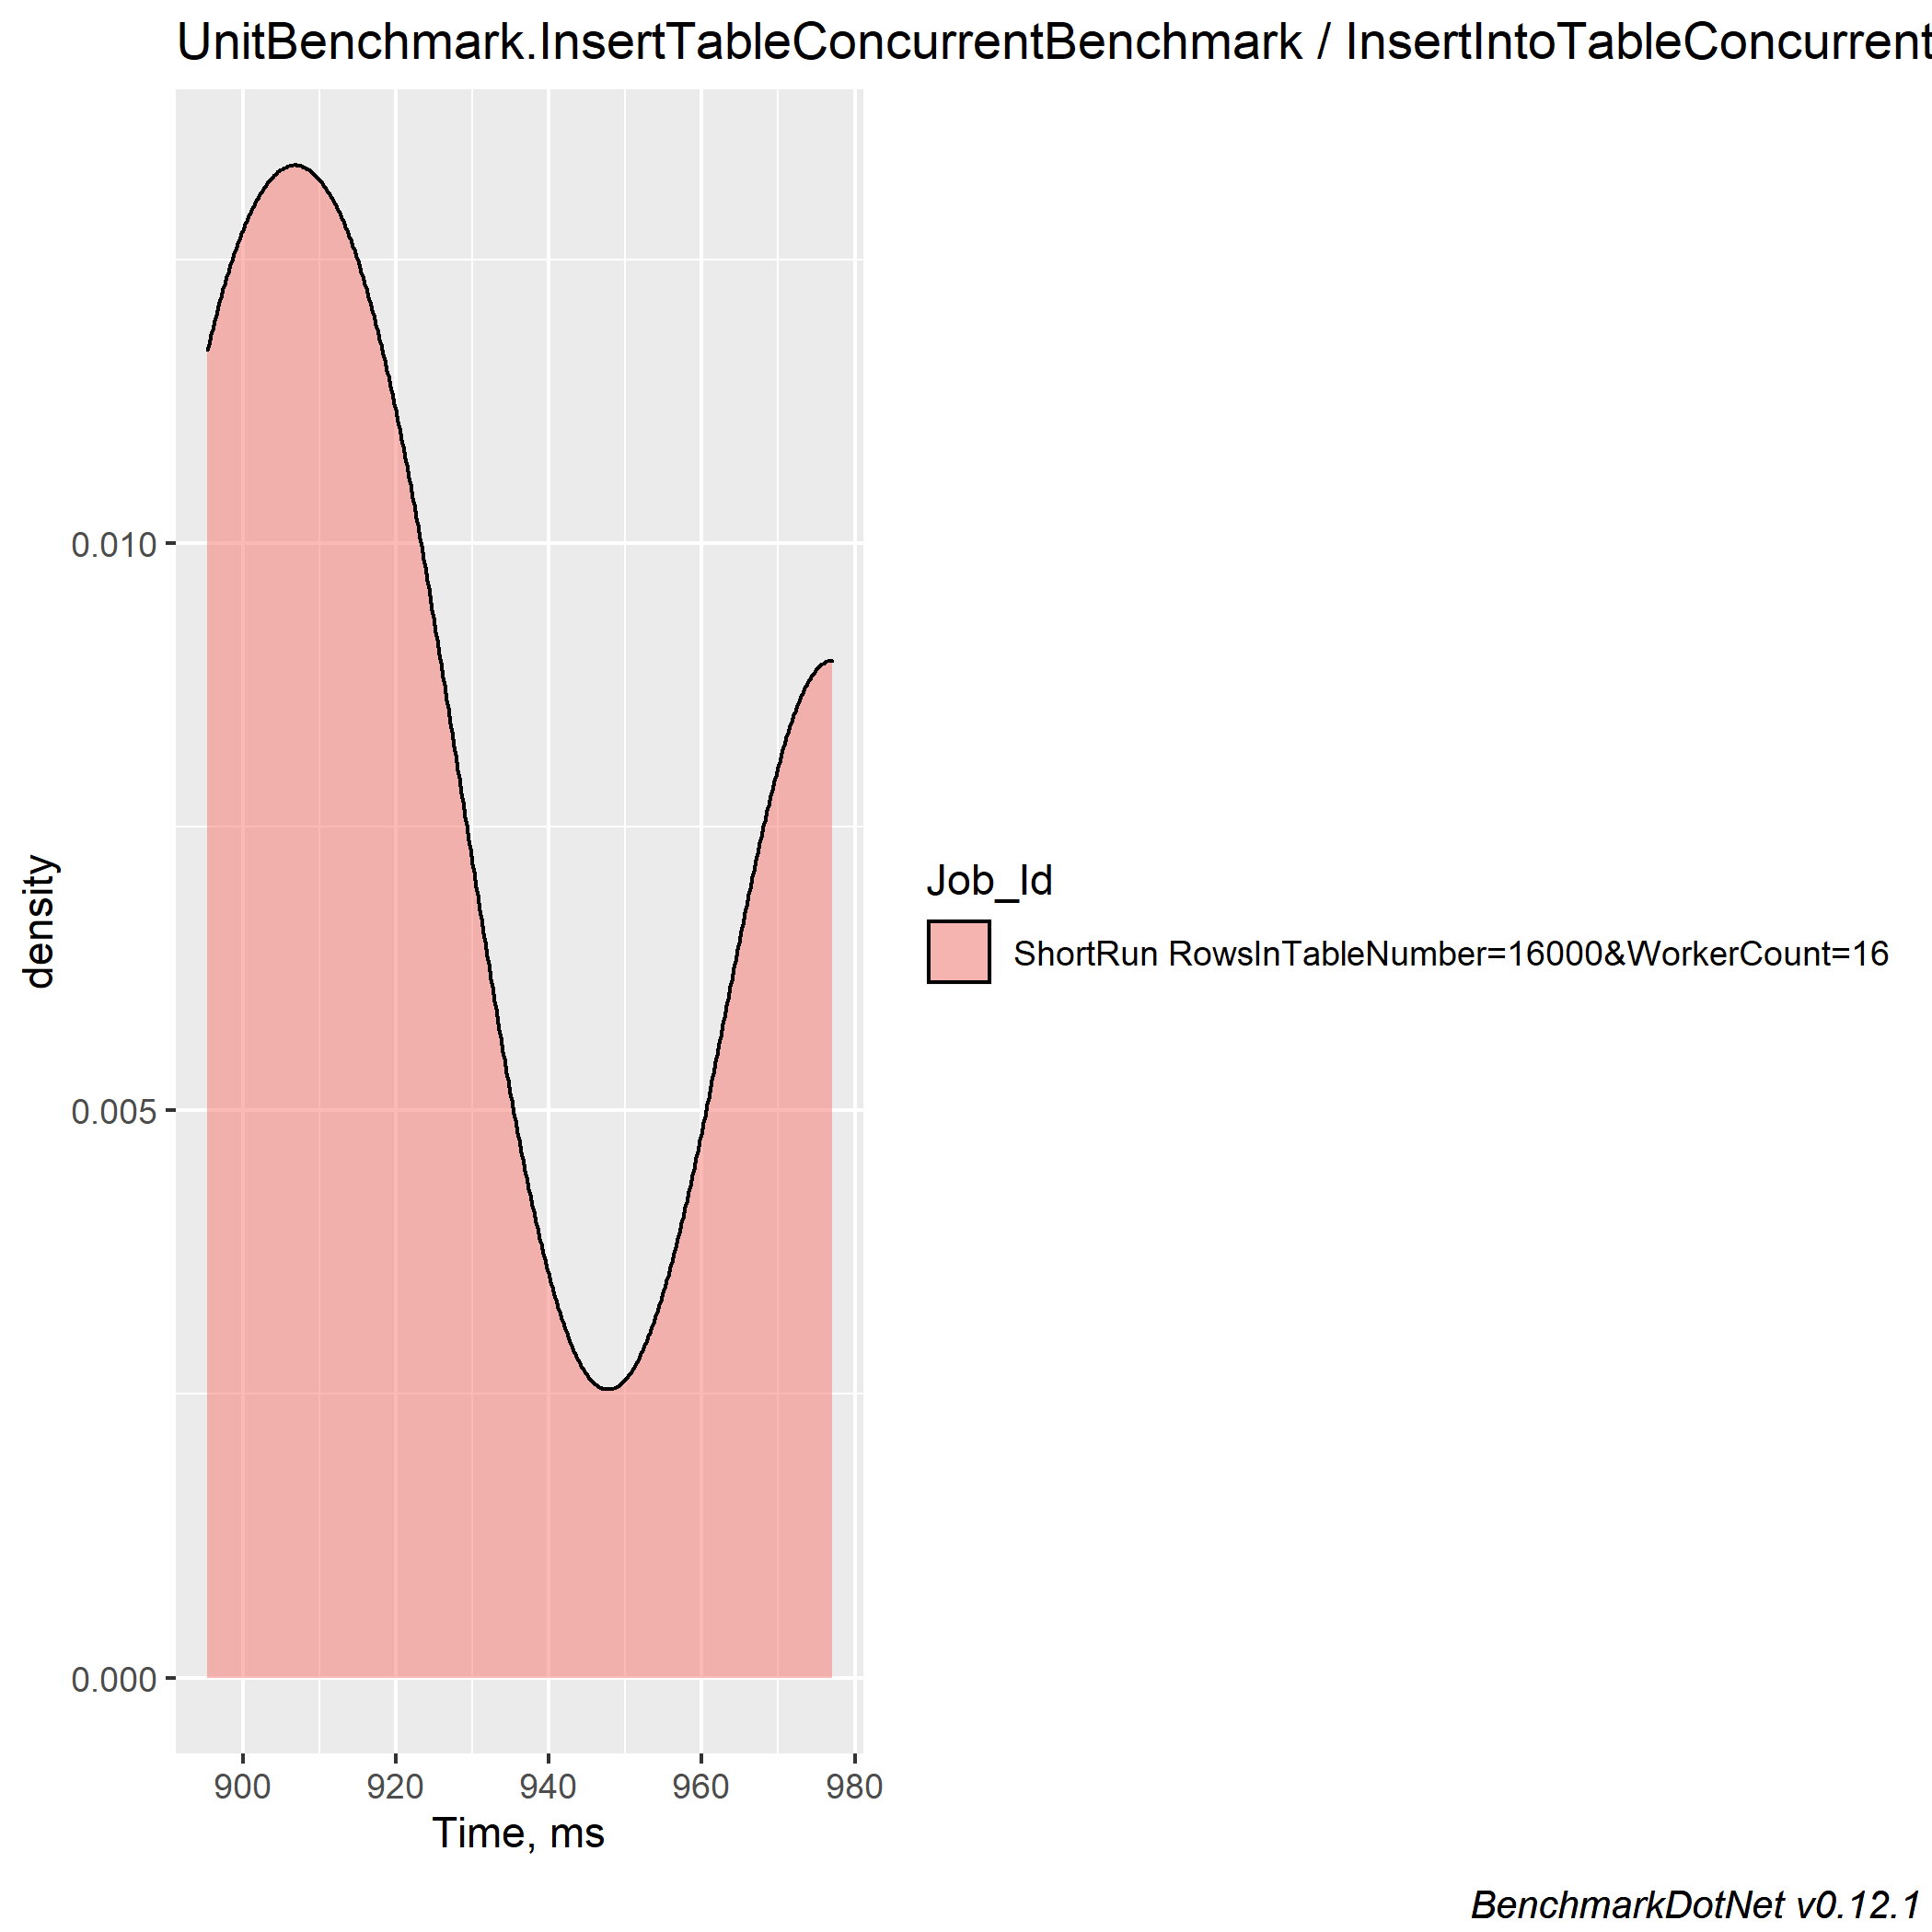 UnitBenchmark.InsertTableConcurrentBenchmark / InsertIntoTableConcurrent
density
0.010
0.005
0.000
900 920 940 960 980
Time, ms
Job_Id
ShortRun RowsInTableNumber=16000&WorkerCount=16
BenchmarkDotNet v0.12.1